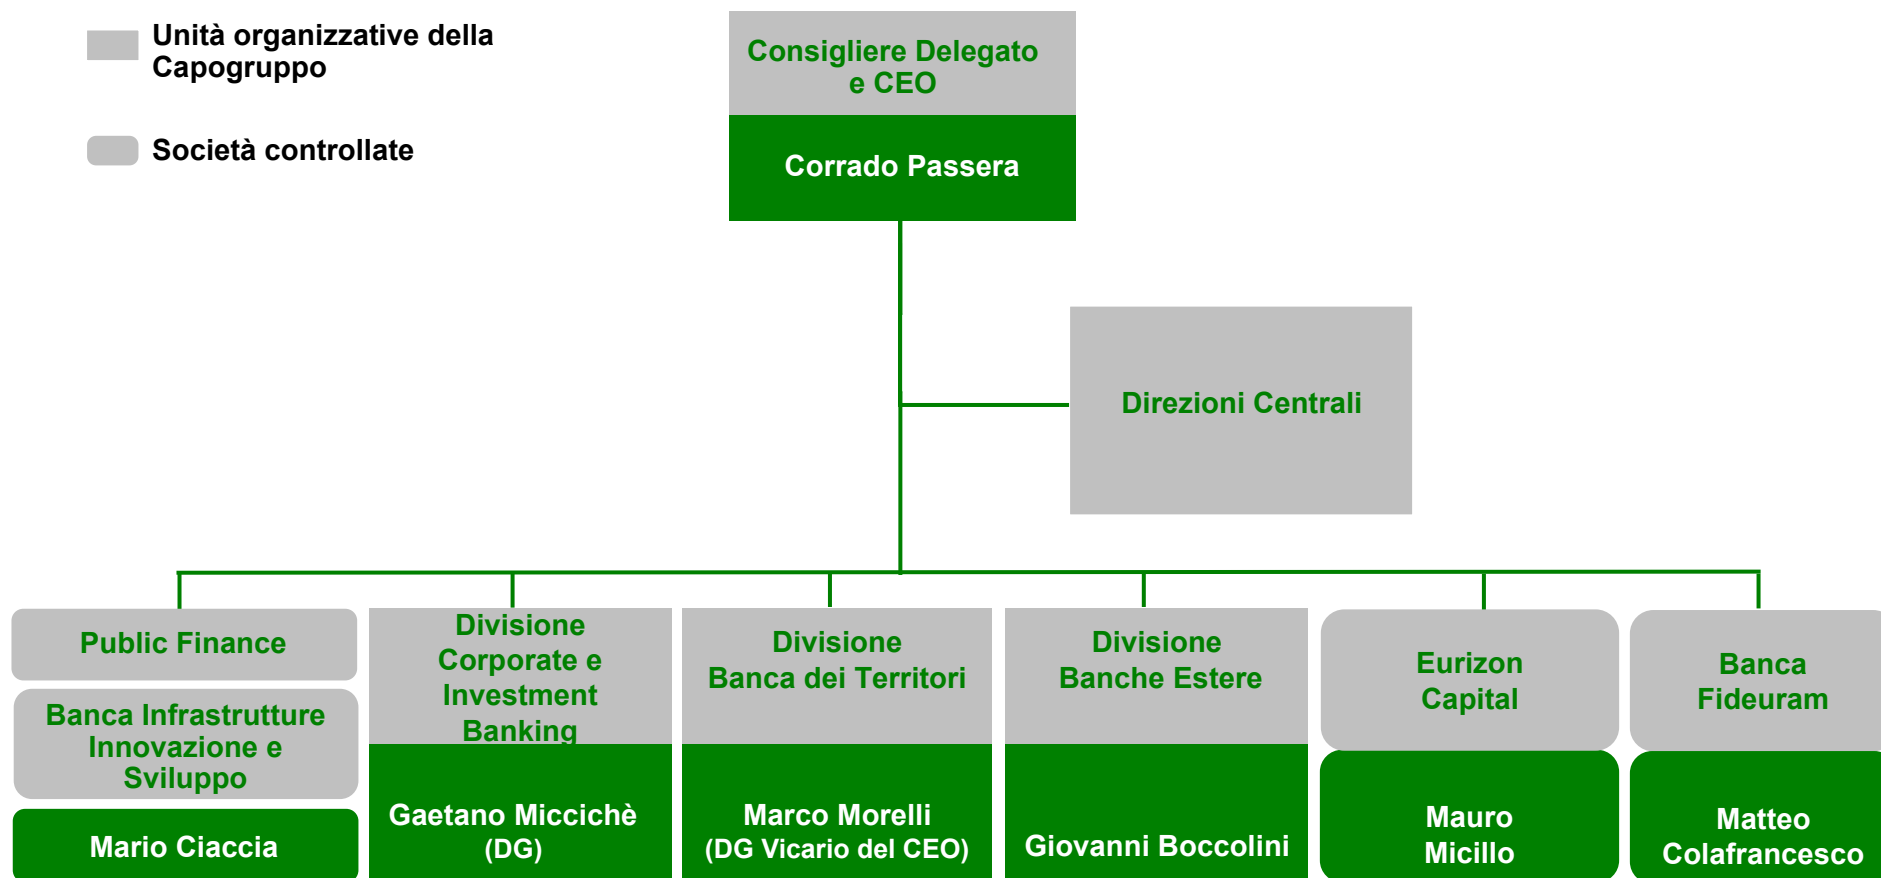 Unità organizzative della
Capogruppo
Società controllate
Consigliere Delegato
e CEO
Corrado Passera
Direzioni Centrali
Public Finance
Banca Infrastrutture
Innovazione e
Sviluppo
Mario Ciaccia
Divisione
Corporate e
Investment
Banking
Gaetano Miccichè
(DG)
Divisione
Banca dei Territori
Marco Morelli
(DG Vicario del CEO)
Divisione
Banche Estere
Giovanni Boccolini
Eurizon
Capital
Mauro
Micillo
Banca
Fideuram
Matteo
Colafrancesco